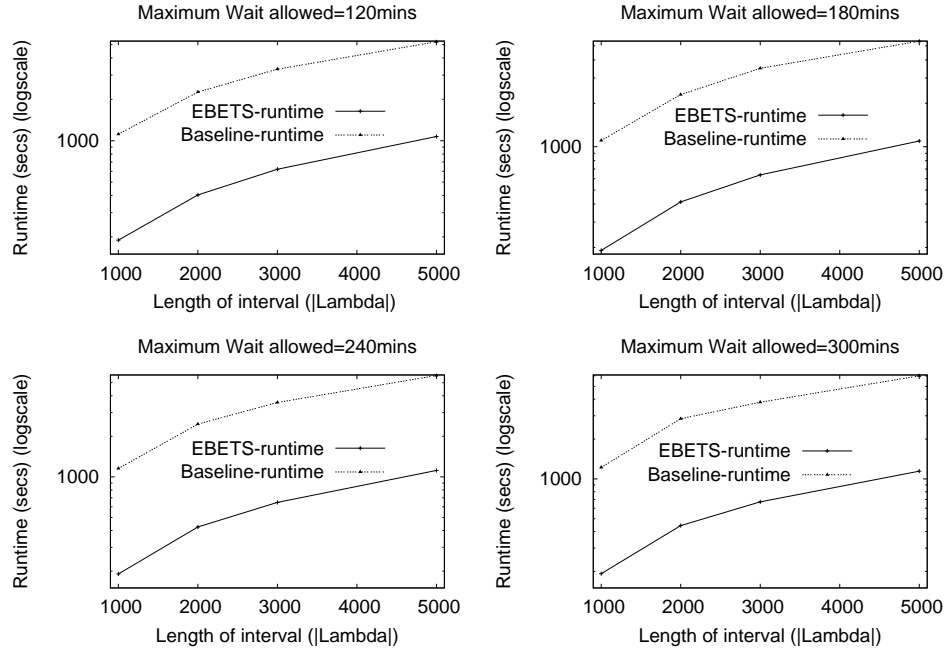 Maximum Wait allowed=120mins
Runtime (secs) (logscale)
1000
EBETS-runtime
Baseline-runtime
1000 2000 3000 4000 5000
Length of interval (|Lambda|)
Maximum Wait allowed=180mins
Runtime (secs) (logscale)
1000
EBETS-runtime
Baseline-runtime
1000 2000 3000 4000 5000
Length of interval (|Lambda|)
Maximum Wait allowed=240mins
Runtime (secs) (logscale)
1000
EBETS-runtime
Baseline-runtime
1000 2000 3000 4000 5000
Length of interval (|Lambda|)
Maximum Wait allowed=300mins
Runtime (secs) (logscale)
1000
EBETS-runtime
Baseline-runtime
1000 2000 3000 4000 5000
Length of interval (|Lambda|)